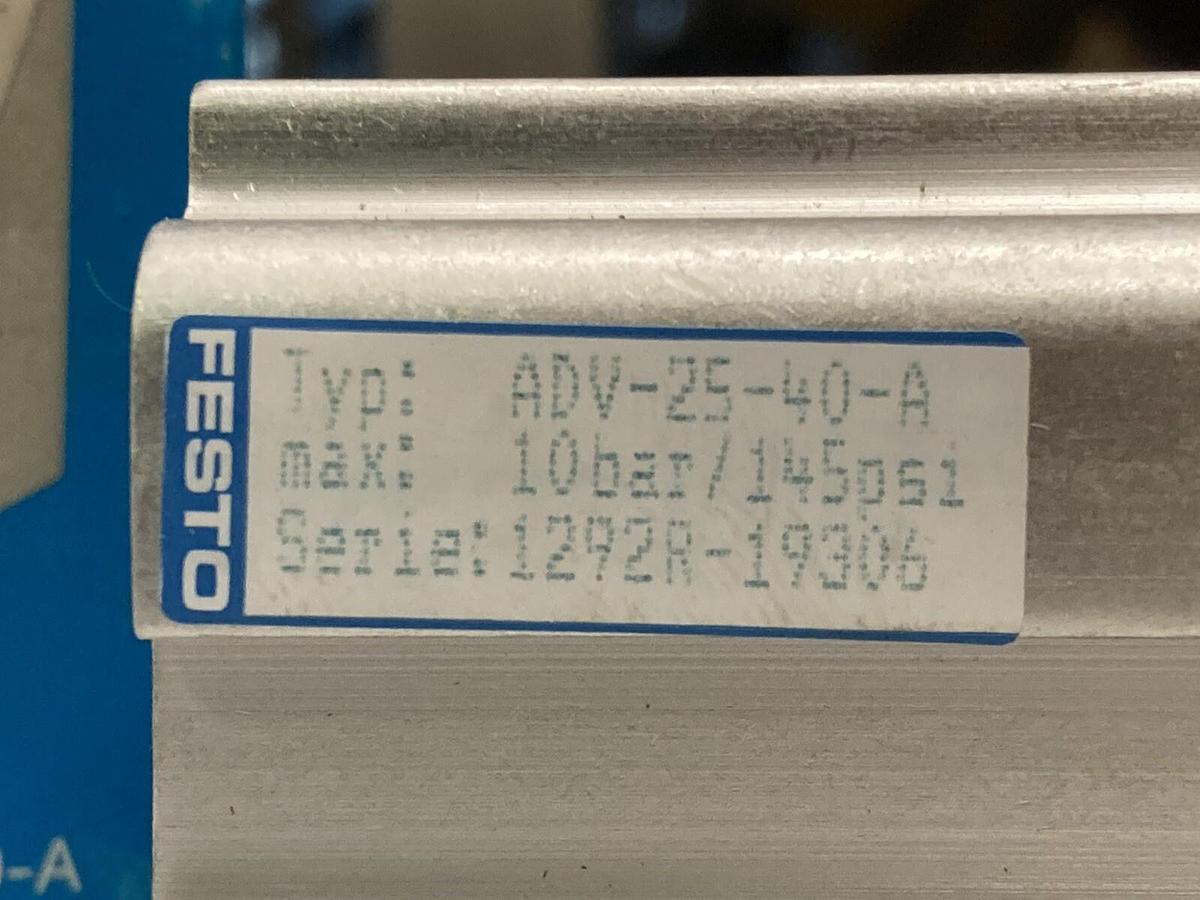 FESTO
Typ: ADV-25-40-A
max: 10bar/145psi
Serie: 1292R-19306
-A